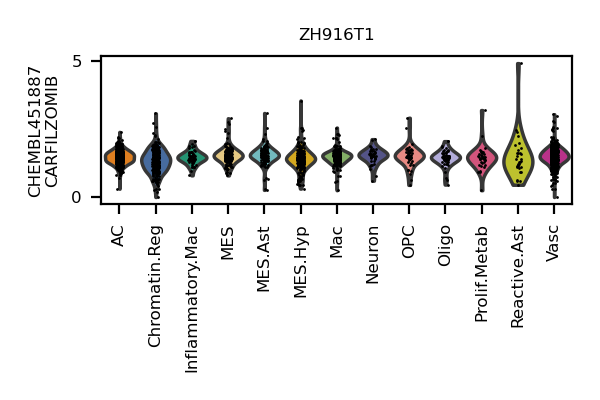 ZH916T1
CHEMBL451887
CARFILZOMIB
5
0
AC
Chromatin.Reg
Inflammatory.Mac
MES
MES.Ast
MES.Hyp
Mac
Neuron
OPC
Oligo
Prolif.Metab
Reactive.Ast
Vasc